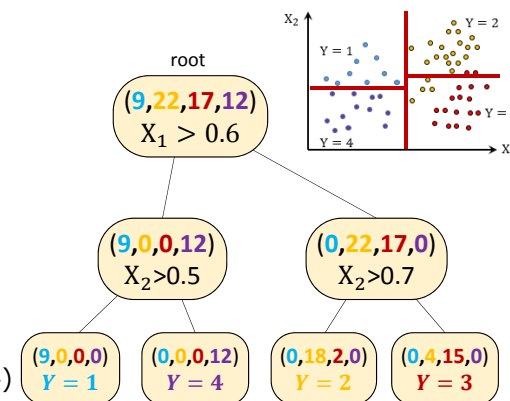 root
(9,22,17,12)
X₁ > 0.6
X₂
Y = 1
Y = 2
Y =
Y = 4
X
(9,0,0,12)
X₂>0.5
(0,22,17,0)
X₂>0.7
(9,0,0,0)
Y = 1
(0,0,0,12)
Y = 4
(0,18,2,0)
Y = 2
(0,4,15,0)
Y = 3
)